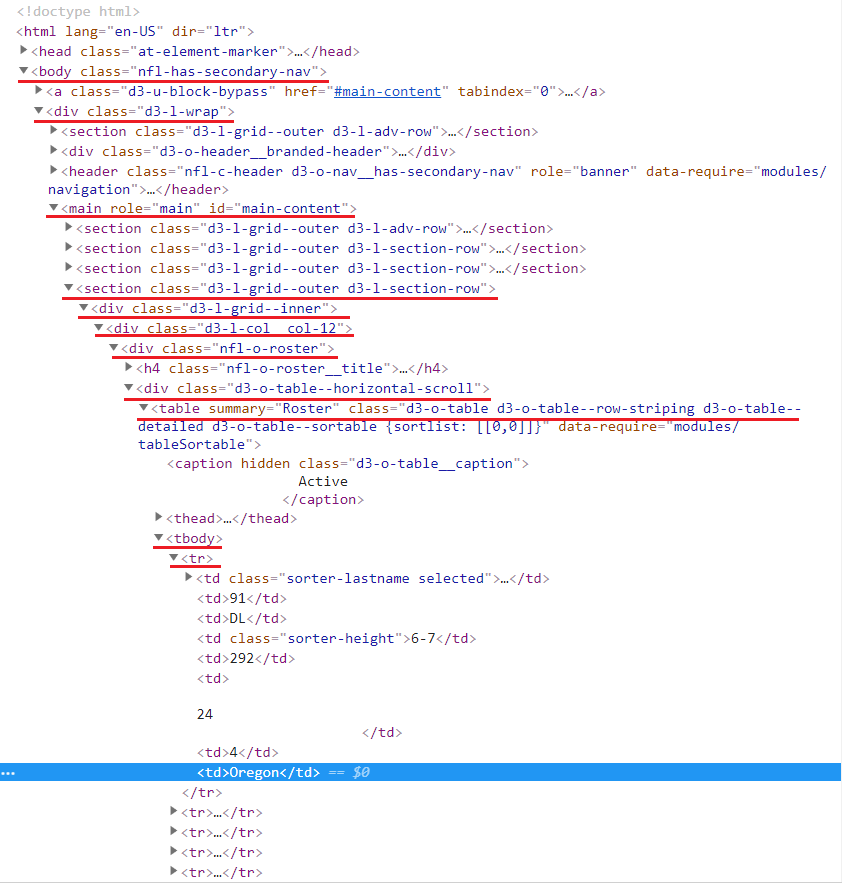 <!doctype html>
<html lang="en-US" dir="ltr">
<head class="at-element-marker">…</head>
<body class="nfl-has-secondary-nav">
<a class="d3-u-block-bypass" href="#main-content" tabindex="0">…</a>
<div class="d3-l-wrap">
<section class="d3-l-grid--outer d3-l-adv-row">…</section>
<div class="d3-o-header__branded-header">…</div>
<header class="nfl-c-header d3-o-nav__has-secondary-nav" role="banner" data-require="modules/
navigation">…</header>
<main role="main" id="main-content">
<section class="d3-l-grid--outer d3-l-adv-row">…</section>
<section class="d3-l-grid--outer d3-l-section-row">…</section>
<section class="d3-l-grid--outer d3-l-section-row">…</section>
<section class="d3-l-grid--outer d3-l-section-row">
<div class="d3-l-grid--inner">
<div class="d3-l-col__col-12">
<div class="nfl-o-roster">
<h4 class="nfl-o-roster__title">…</h4>
<div class="d3-o-table--horizontal-scroll">
<table summary="Roster" class="d3-o-table d3-o-table--row-striping d3-o-table--
detailed d3-o-table--sortable {sortlist: [[0,0]]}" data-require="modules/
tableSortable">
<caption hidden class="d3-o-table__caption">
Active
</caption>
<thead>…</thead>
<tbody>
<tr>
<td class="sorter-lastname selected">…</td>
<td>91</td>
<td>DL</td>
<td class="sorter-height">6-7</td>
<td>292</td>
<td>
24
</td>
<td>4</td>
... <td>Oregon</td> == $0
</tr>
<tr>…</tr>
<tr>…</tr>
<tr>…</tr>
<tr>…</tr>